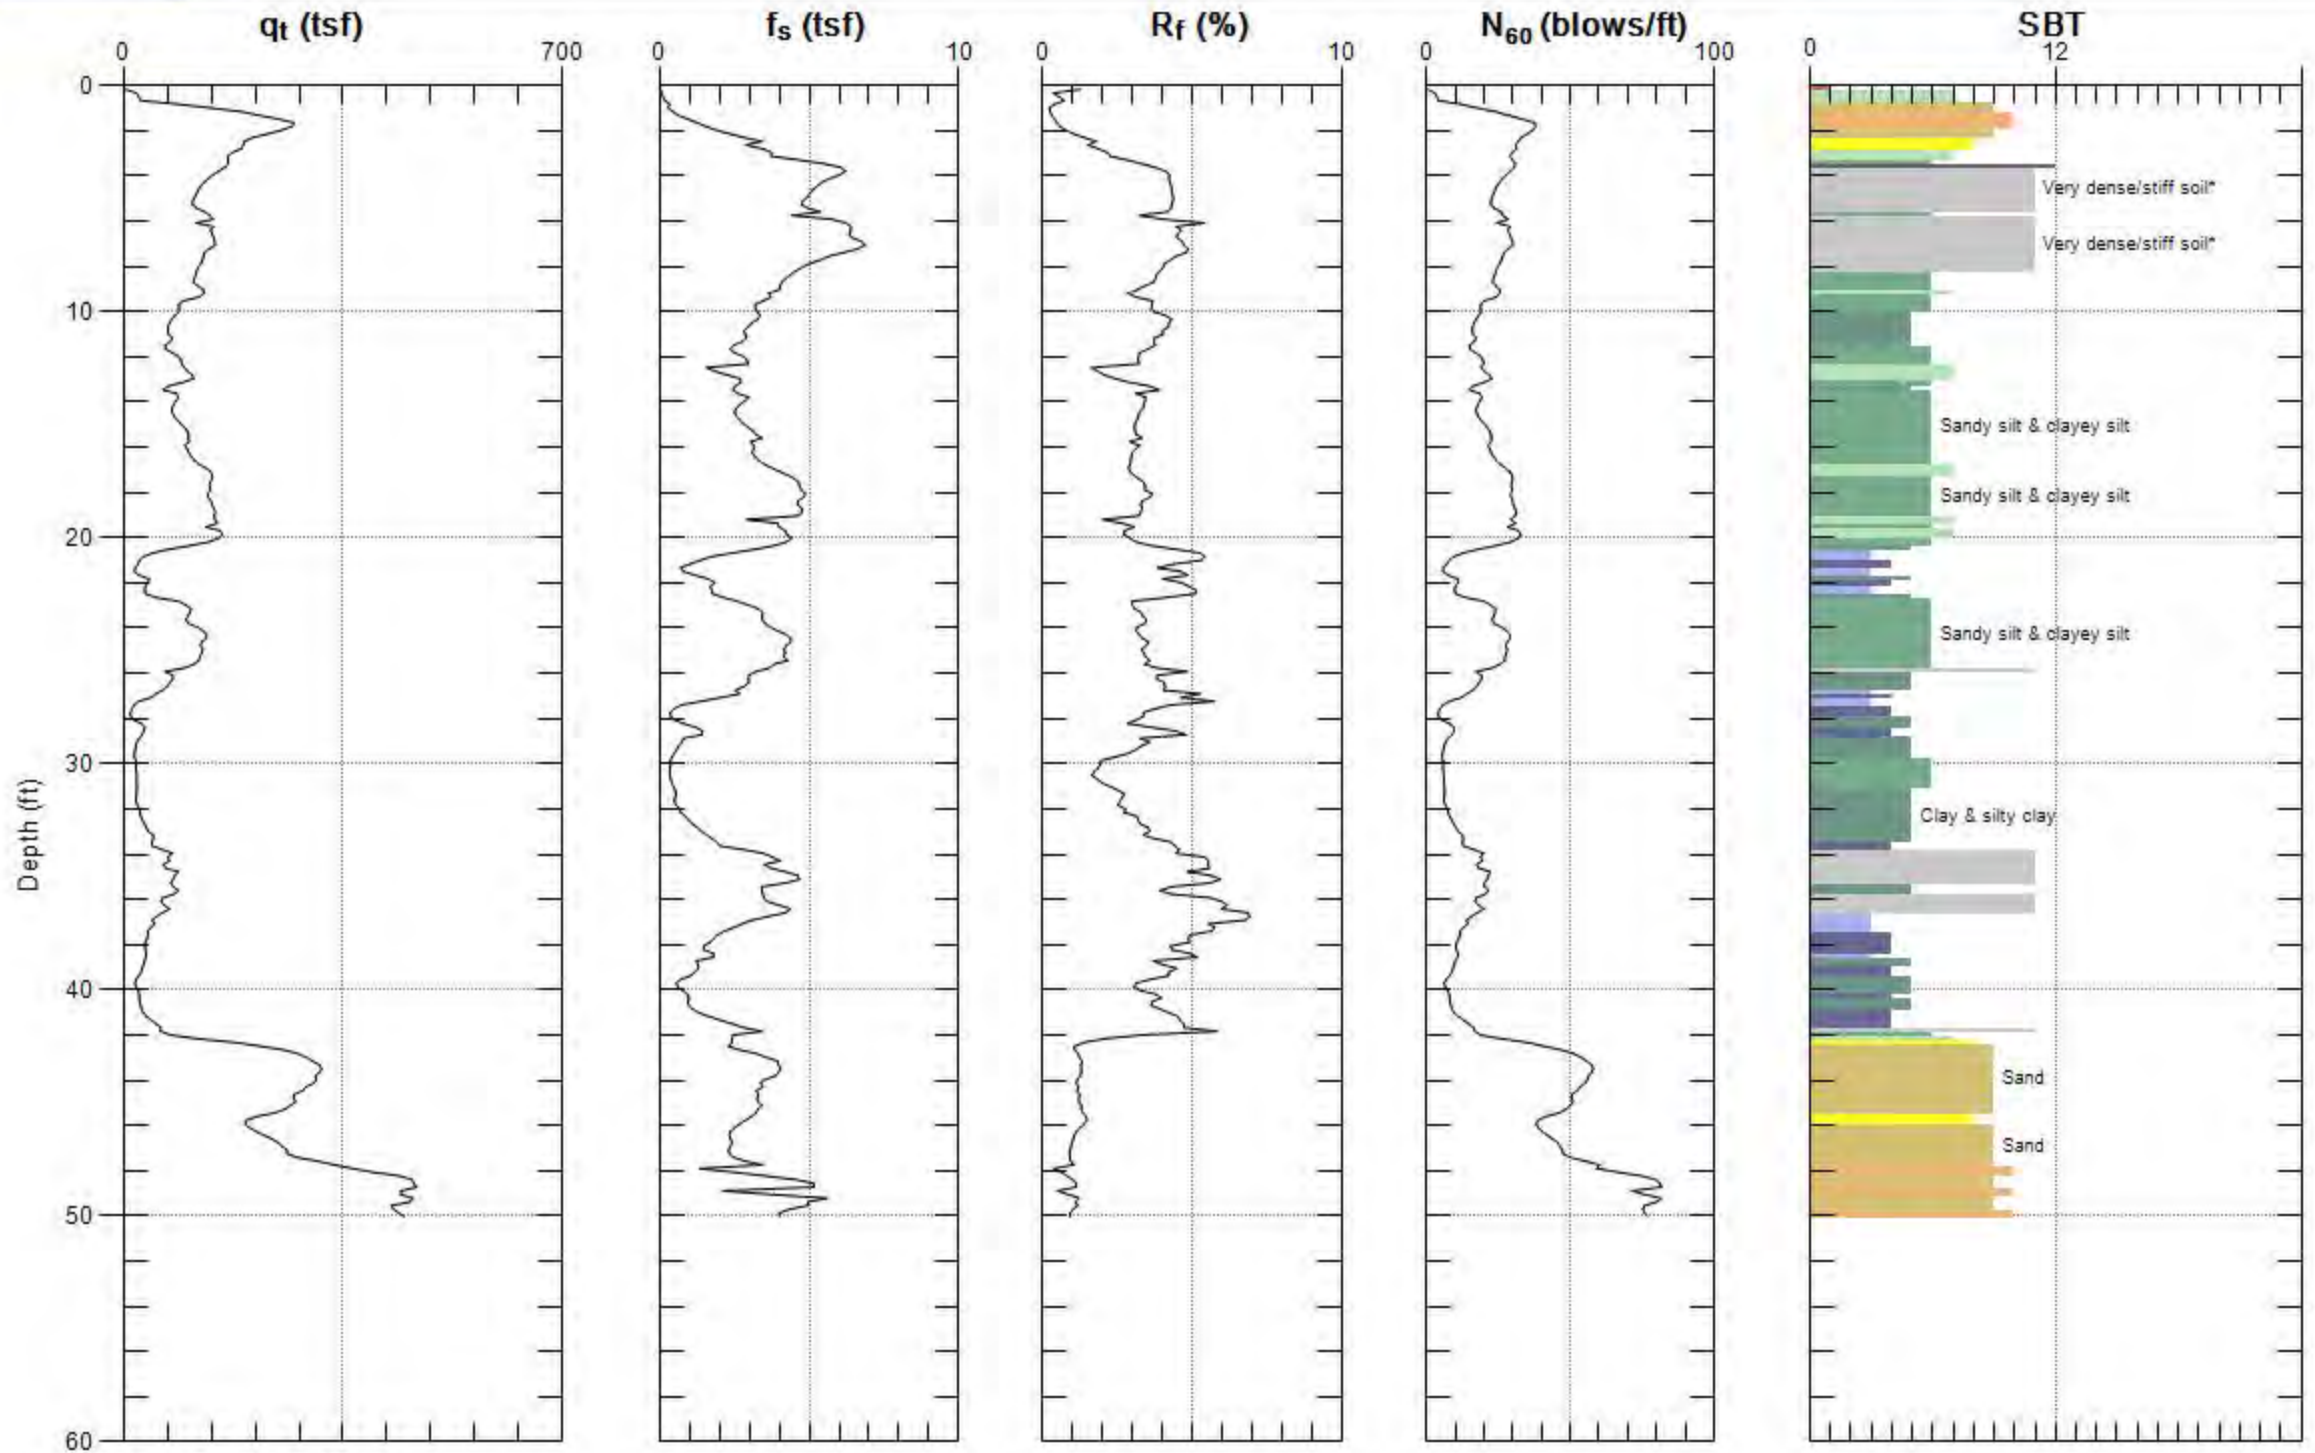 qt (tsf) fs (tsf) Rf (%) N60 (blows/ft) SBT
0 700 0 10 0 10 0 100 0 12
0
Very dense/stiff soil*
Very dense/stiff soil*
10
Sandy silt & clayey silt
Sandy silt & clayey silt
20
Sandy silt & clayey silt
30
Clay & silty clay
Depth (ft)
40
Sand
Sand
50
60